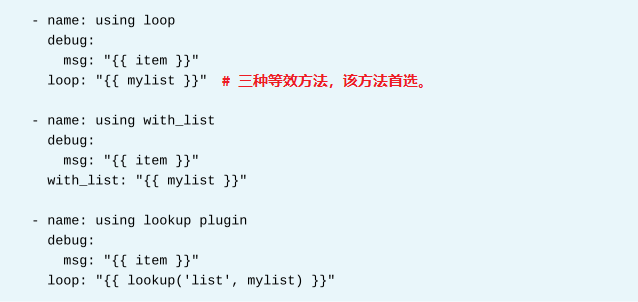 - name: using loop
  debug:
    msg: "{{ item }}"
  loop: "{{ mylist }}"  # 三种等效方法，该方法首选。

- name: using with_list
  debug:
    msg: "{{ item }}"
  with_list: "{{ mylist }}"

- name: using lookup plugin
  debug:
    msg: "{{ item }}"
  loop: "{{ lookup('list', mylist) }}"